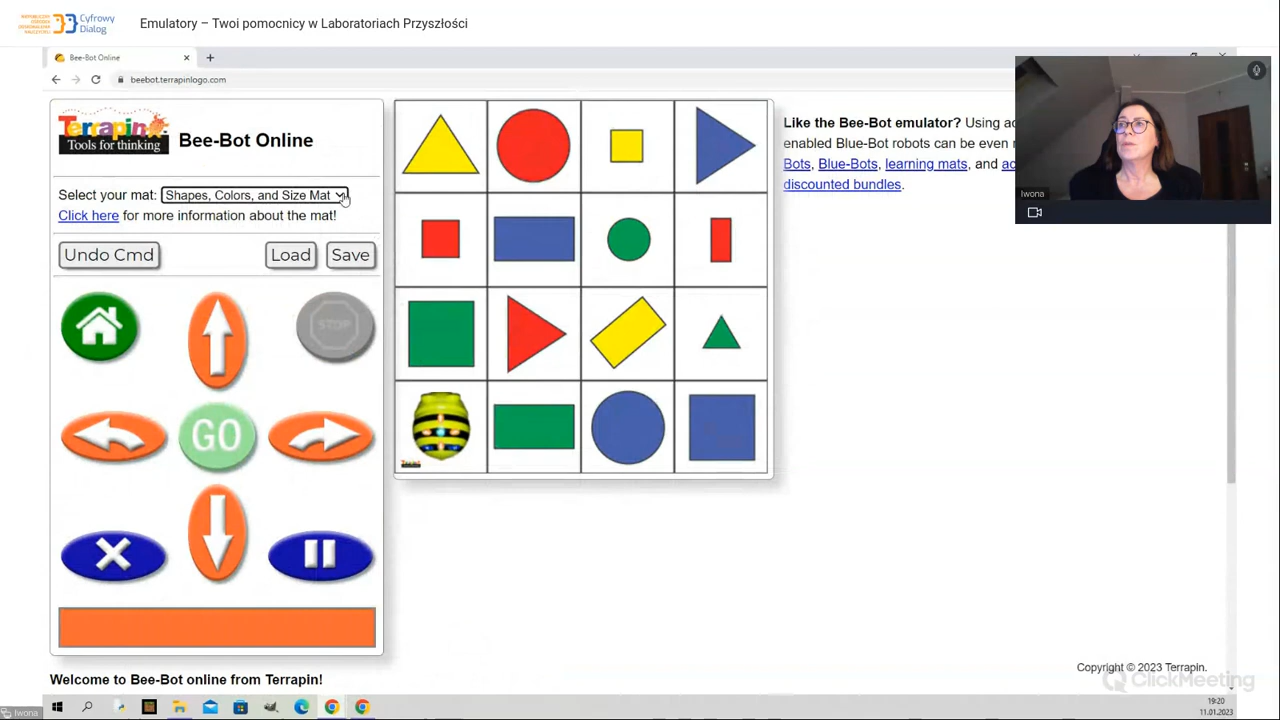 Cyfrowy
Dialog
Emulatory – Twoi pomocnicy w Laboratoriach Przyszłości
Bee-Bot Online
beebot.terrapinlogo.com
Terrapin
Tools for thinking
Bee-Bot Online
Select your mat: Shapes, Colors, and Size Mat
Click here for more information about the mat!
Undo Cmd
Load
Save
STOP
GO
Welcome to Bee-Bot online from Terrapin!
Like the Bee-Bot emulator? Using
enabled Blue-Bot robots can be even
Bots, Blue-Bots, learning mats, and
discounted bundles.
Iwona
Copyright © 2023 Terrapin.
ClickMeeting
Iwona
19:20
11.01.2023